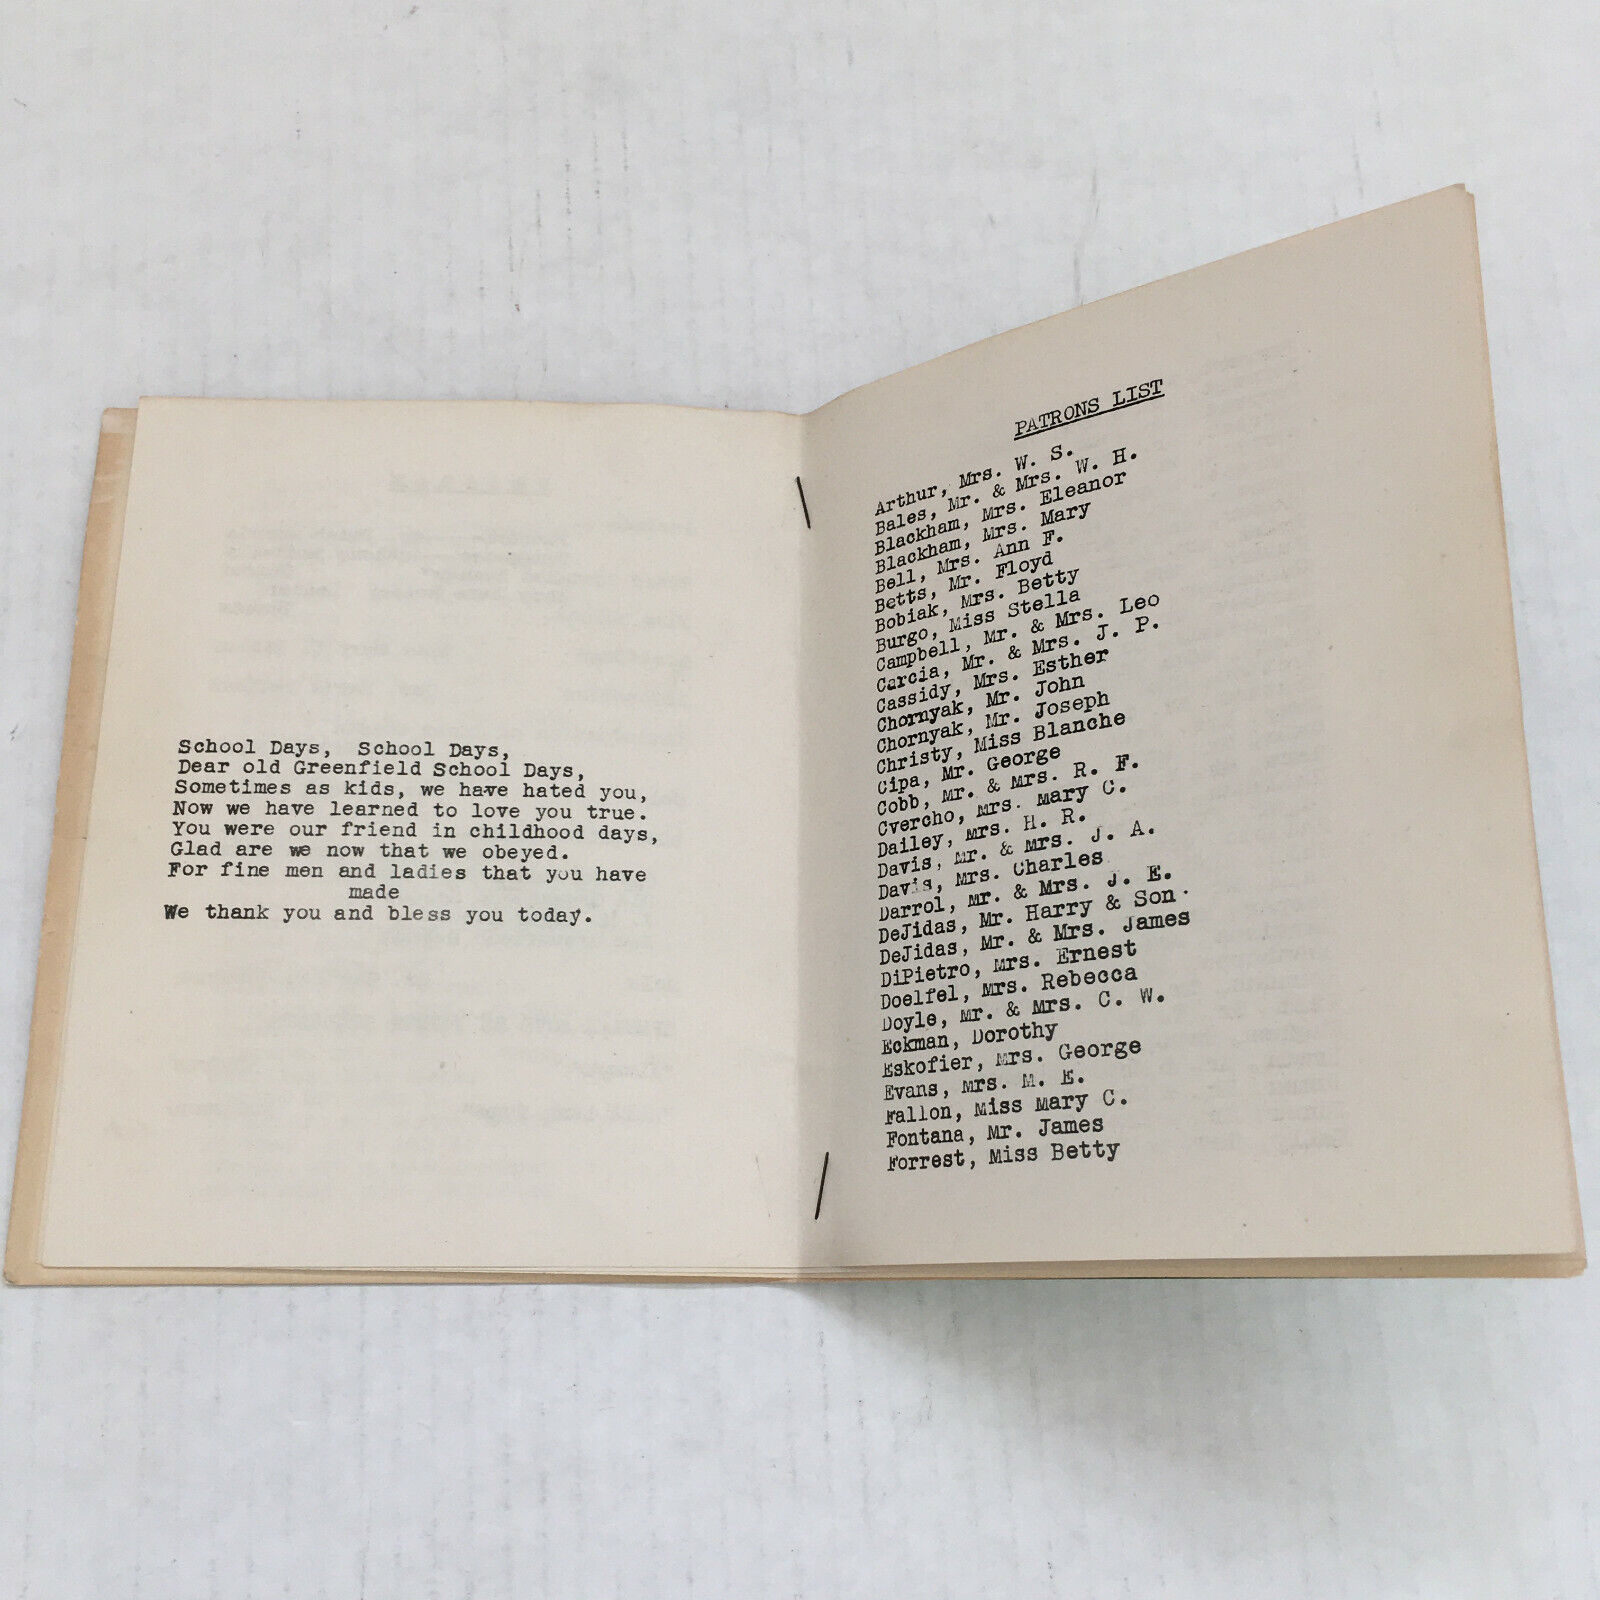 School Days,  School Days,
Dear old Greenfield School Days,
Sometimes as kids, we have hated you,
Now we have learned to love you true.
You were our friend in childhood days,
Glad are we now that we obeyed.
For fine men and ladies that you have
made
We thank you and bless you today.
PATRONS LIST
Arthur, Mrs. W. S.
Bales, Mr. & Mrs. W. H.
Blackham, Mrs. Eleanor
Blackham, Mrs. Mary
Bell, Mrs. Ann F.
Betts, Mr. Floyd
Bobiak, Mrs. Betty
Burgo, Miss Stella
Campbell, Mr. & Mrs. Leo
Carcia, Mr. & Mrs. J. P.
Cassidy, Mrs. Esther
Chornyak, Mr. John
Chornyak, Mr. Joseph
Christy, Miss Blanche
Cipa, Mr. George
Cobb, Mr. & Mrs. R. F.
Cvercho, Mrs. Mary C.
Dailey, Mrs. H. R.
Davis, Mr. & Mrs. J. A.
Davis, Mrs. Charles
Darrol, Mr. & Mrs. J. E.
DeJidas, Mr. Harry & Son.
DeJidas, Mr. & Mrs. James
DiPietro, Mrs. Ernest
Doelfel, Mrs. Rebecca
Doyle, Mr. & Mrs. C. W.
Eckman, Dorothy
Eskofier, Mrs. George
Evans, Mrs. M. E.
Fallon, Miss Mary C.
Fontana, Mr. James
Forrest, Miss Betty